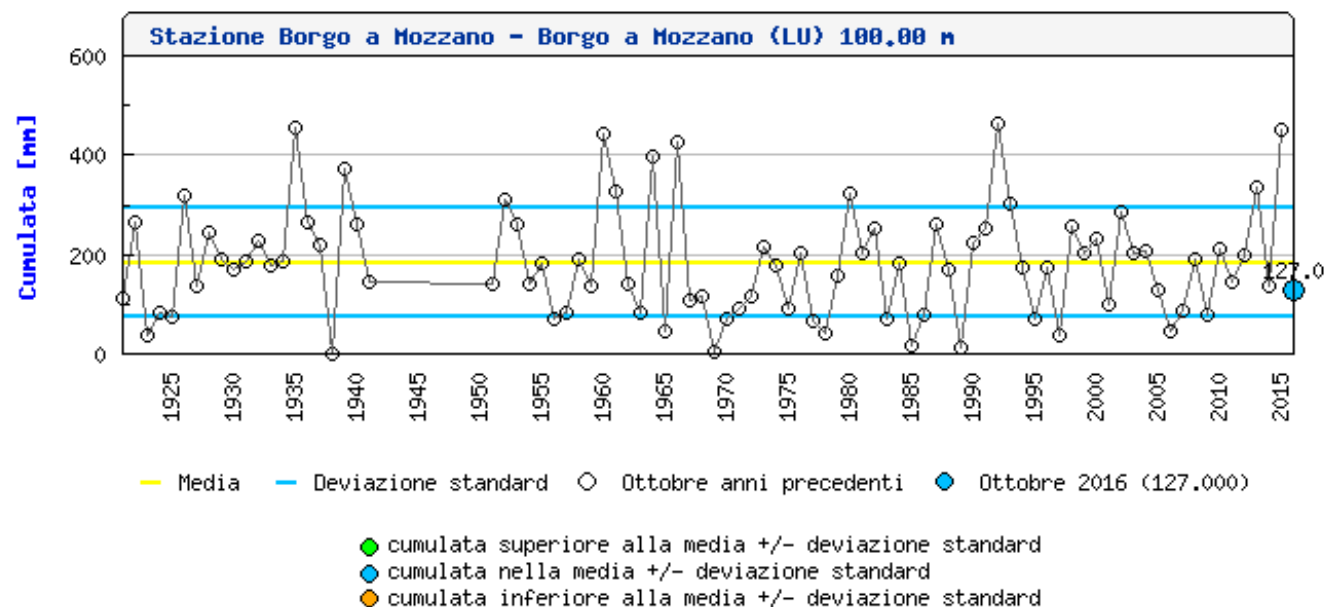 Stazione Borgo a Mozzano - Borgo a Mozzano (LU) 100.00 m
Cumulata [mm]
600
400
200
0
127.0
1925 1930 1935 1940 1945 1950 1955 1960 1965 1970 1975 1980 1985 1990 1995 2000 2005 2010 2015
Media Deviazione standard Ottobre anni precedenti Ottobre 2016 (127.000)
cumulata superiore alla media +/- deviazione standard
cumulata nella media +/- deviazione standard
cumulata inferiore alla media +/- deviazione standard